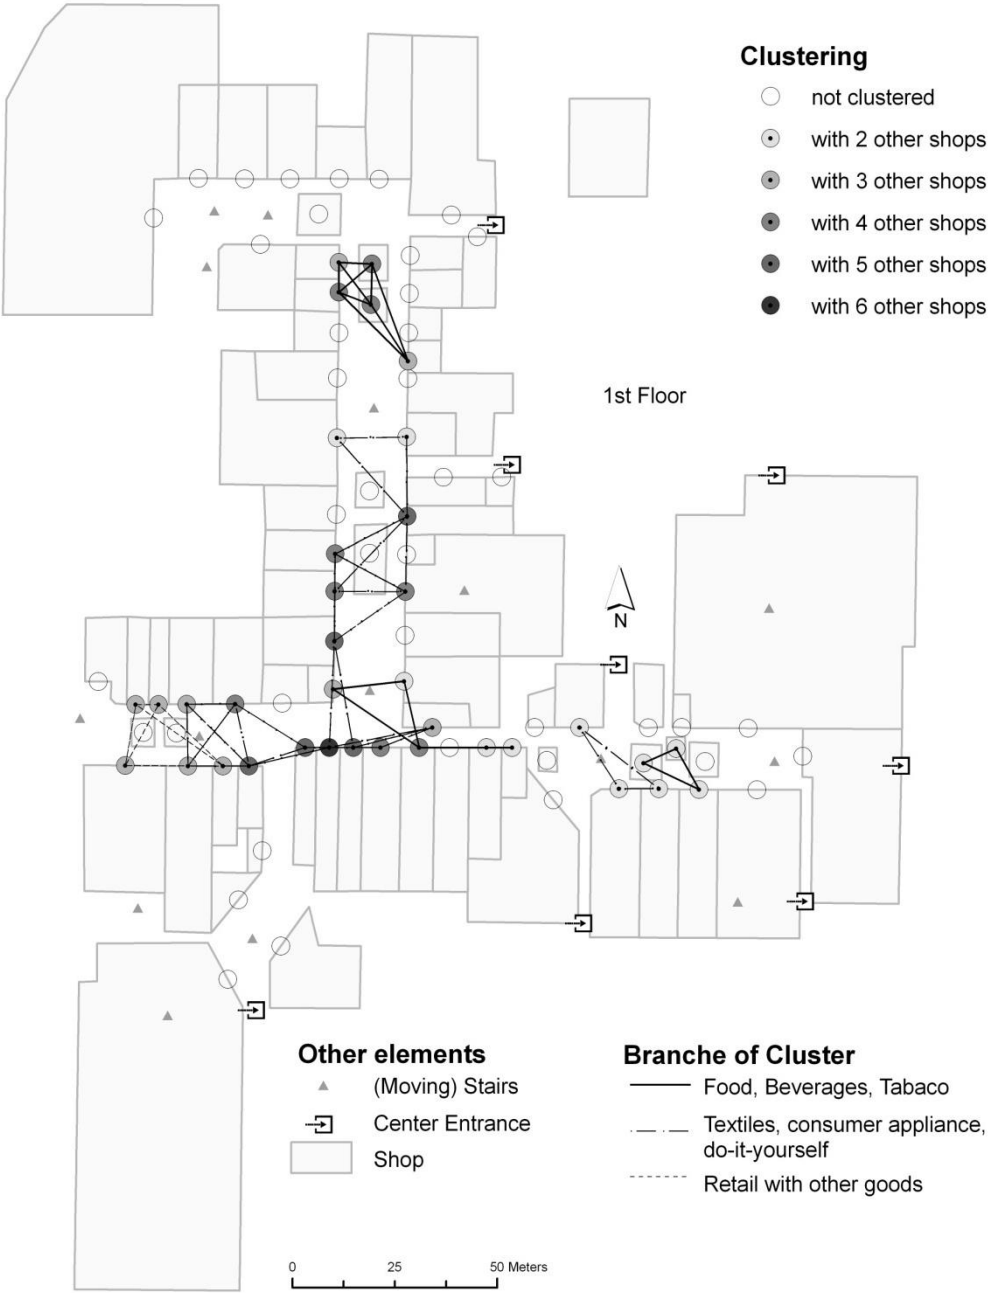 Clustering
not clustered
with 2 other shops
with 3 other shops
with 4 other shops
with 5 other shops
with 6 other shops
1st Floor
N
Other elements
(Moving) Stairs
Center Entrance
Shop
Branche of Cluster
Food, Beverages, Tabaco
Textiles, consumer appliance,
do-it-yourself
Retail with other goods
0 25 50 Meters